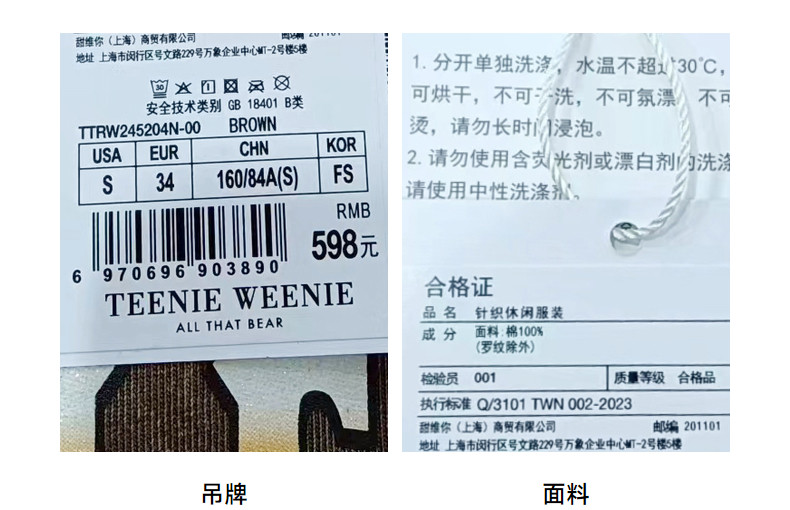 甜维你（上海）商贸有限公司 邮编 201101
地址 上海市闵行区号文路229号万象企业中心MT-2号楼5楼
安全技术类别 GB 18401 B类
TTRW245204N-00 BROWN
USA EUR CHN KOR
S 34 160/84A(S) FS
RMB
598元
6 970696 903890
TEENIE WEENIE
ALL THAT BEAR
吊牌
1. 分开单独洗涤，水温不超过30℃，
可烘干，不可干洗，不可氛漂 不可
烫，请勿长时间浸泡。
2. 请勿使用含荧光剂或漂白剂的洗涤
请使用中性洗涤剂。
合格证
品 名 针织休闲服装
成 分 面料:棉100%
(罗纹除外)
检验员 001 质量等级 合格品
执行标准 Q/3101 TWN 002-2023
甜维你（上海）商贸有限公司 邮编 201101
地址 上海市闵行区号文路229号万象企业中心MT-2号楼5楼
面料